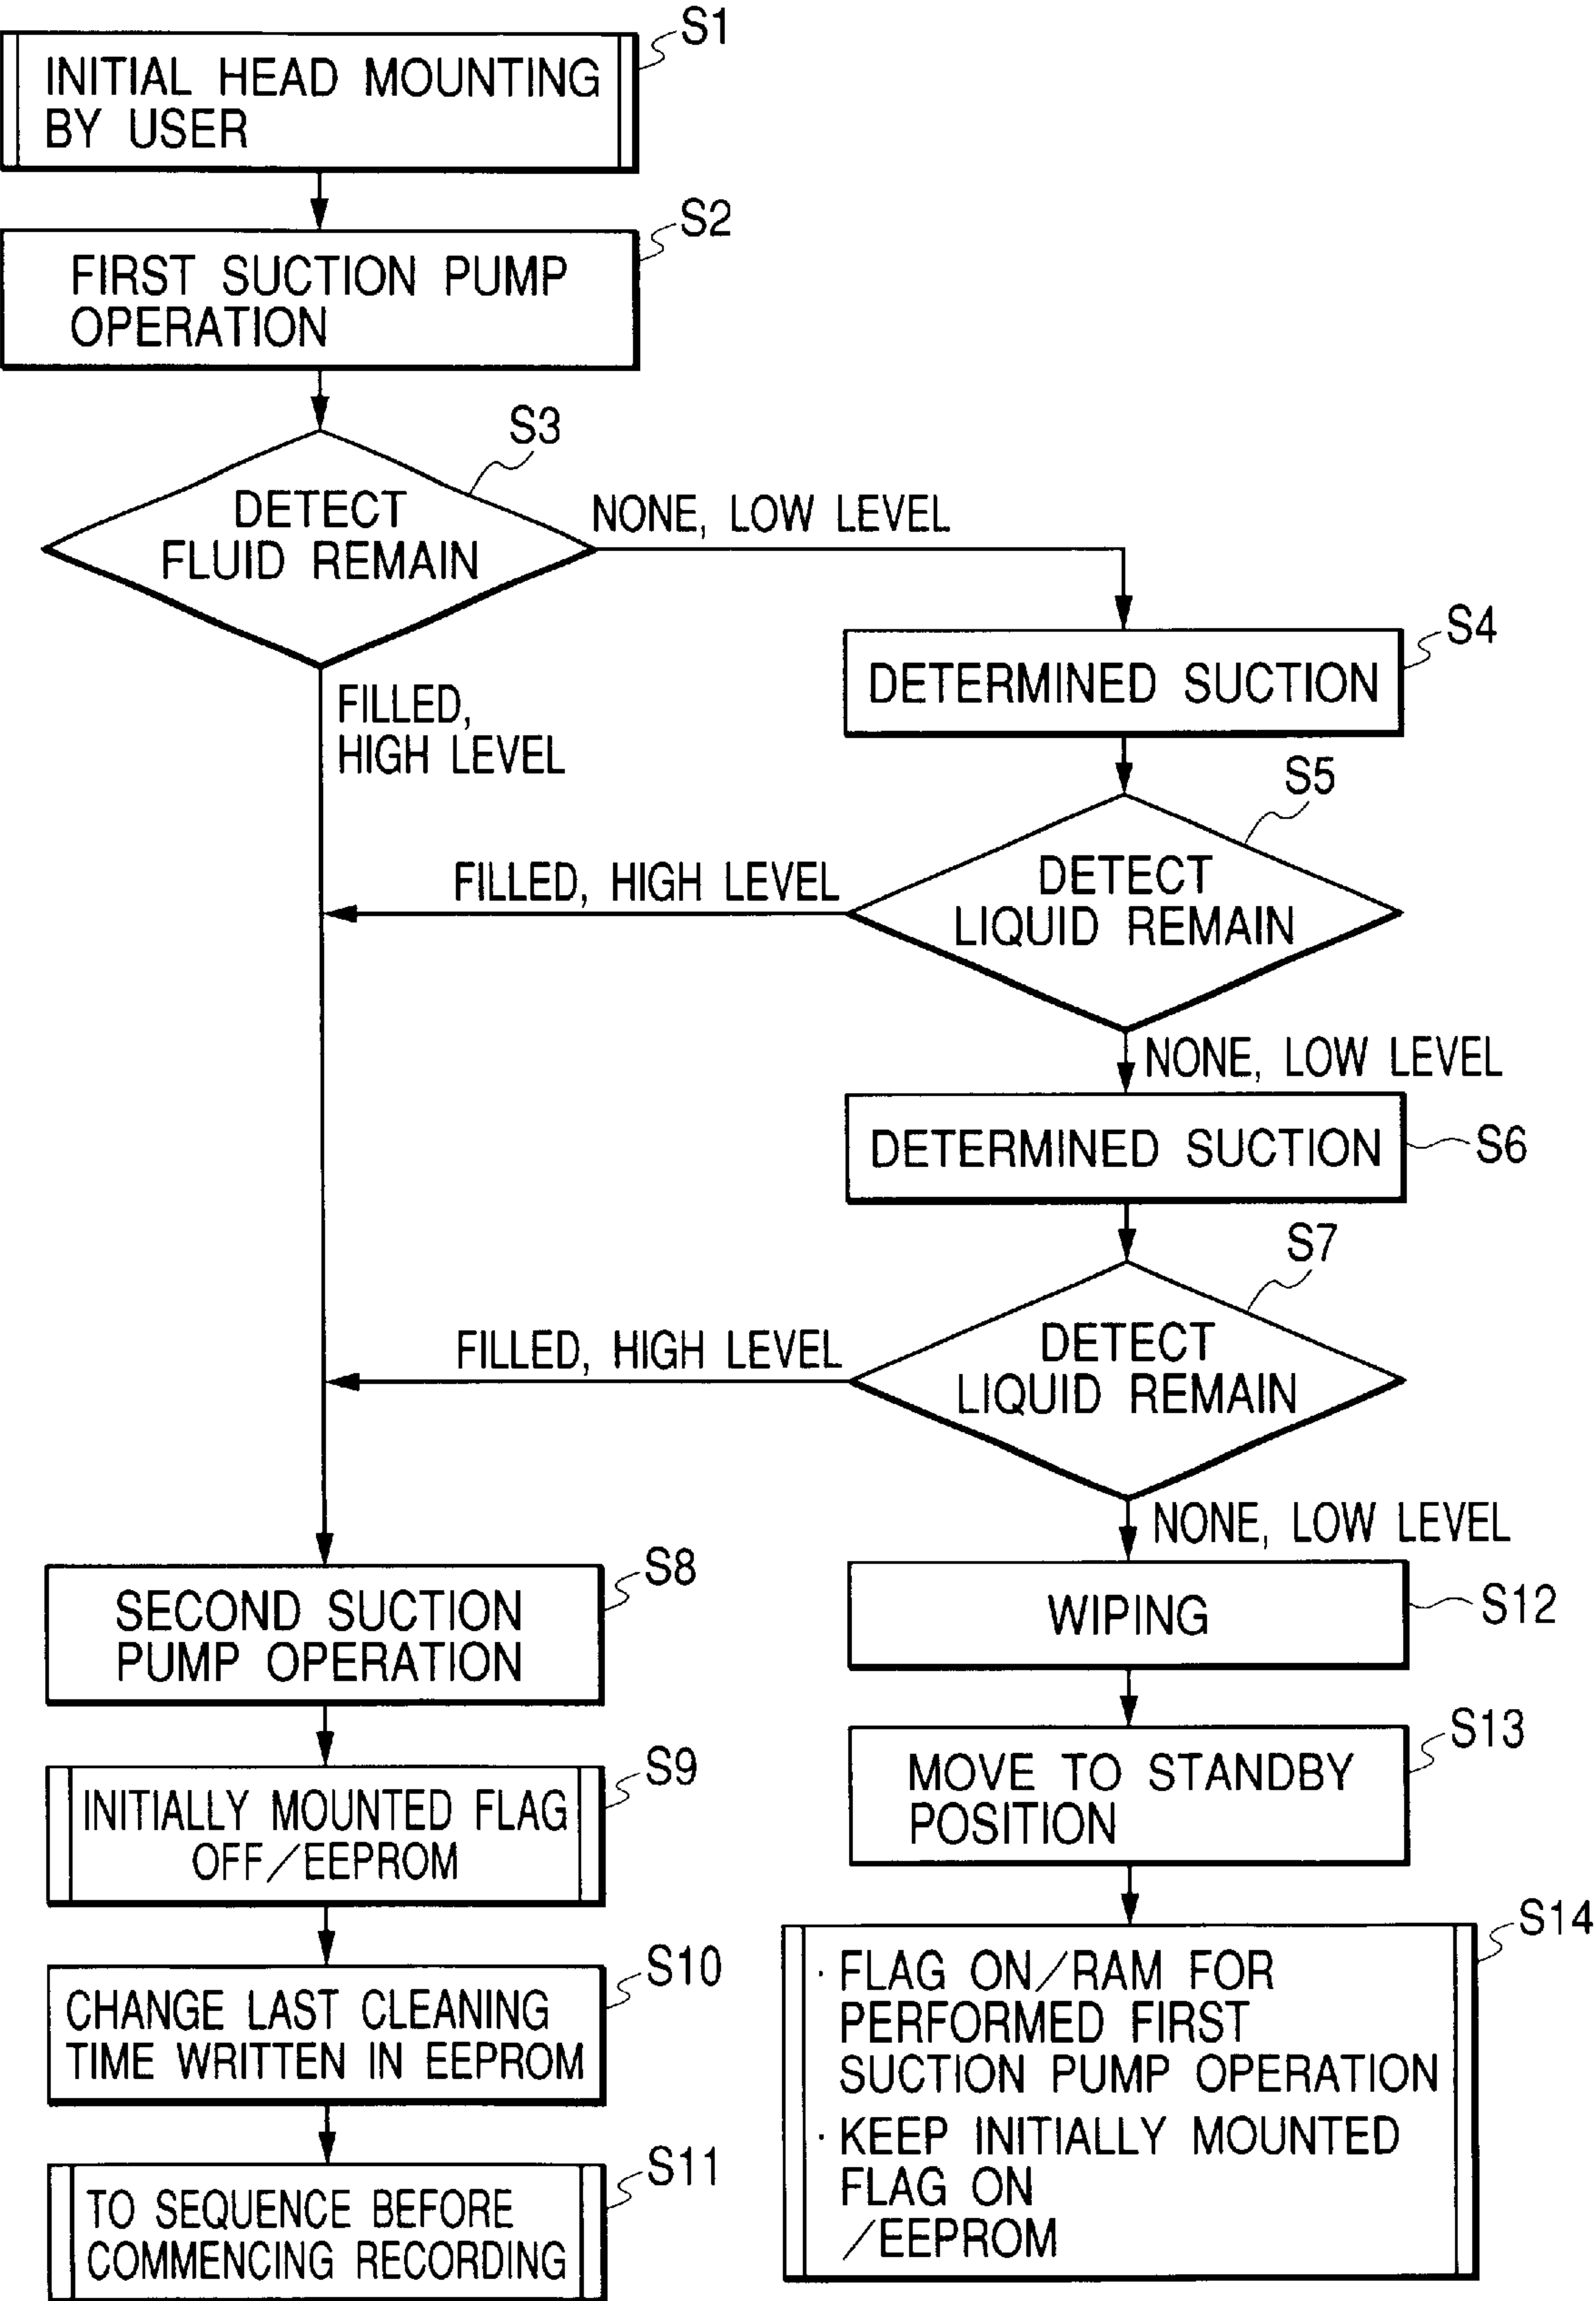 S1
INITIAL HEAD MOUNTING
BY USER
S2
FIRST SUCTION PUMP
OPERATION
S3
DETECT
FLUID REMAIN
NONE, LOW LEVEL
FILLED,
HIGH LEVEL
S4
DETERMINED SUCTION
S5
DETECT
LIQUID REMAIN
FILLED, HIGH LEVEL
NONE, LOW LEVEL
DETERMINED SUCTION
S6
S7
DETECT
LIQUID REMAIN
FILLED, HIGH LEVEL
NONE, LOW LEVEL
S8
SECOND SUCTION
PUMP OPERATION
S9
INITIALLY MOUNTED FLAG
OFF/EEPROM
S10
CHANGE LAST CLEANING
TIME WRITTEN IN EEPROM
S11
TO SEQUENCE BEFORE
COMMENCING RECORDING
WIPING
S12
S13
MOVE TO STANDBY
POSITION
S14
· FLAG ON/RAM FOR
PERFORMED FIRST
SUCTION PUMP OPERATION
· KEEP INITIALLY MOUNTED
FLAG ON
/EEPROM